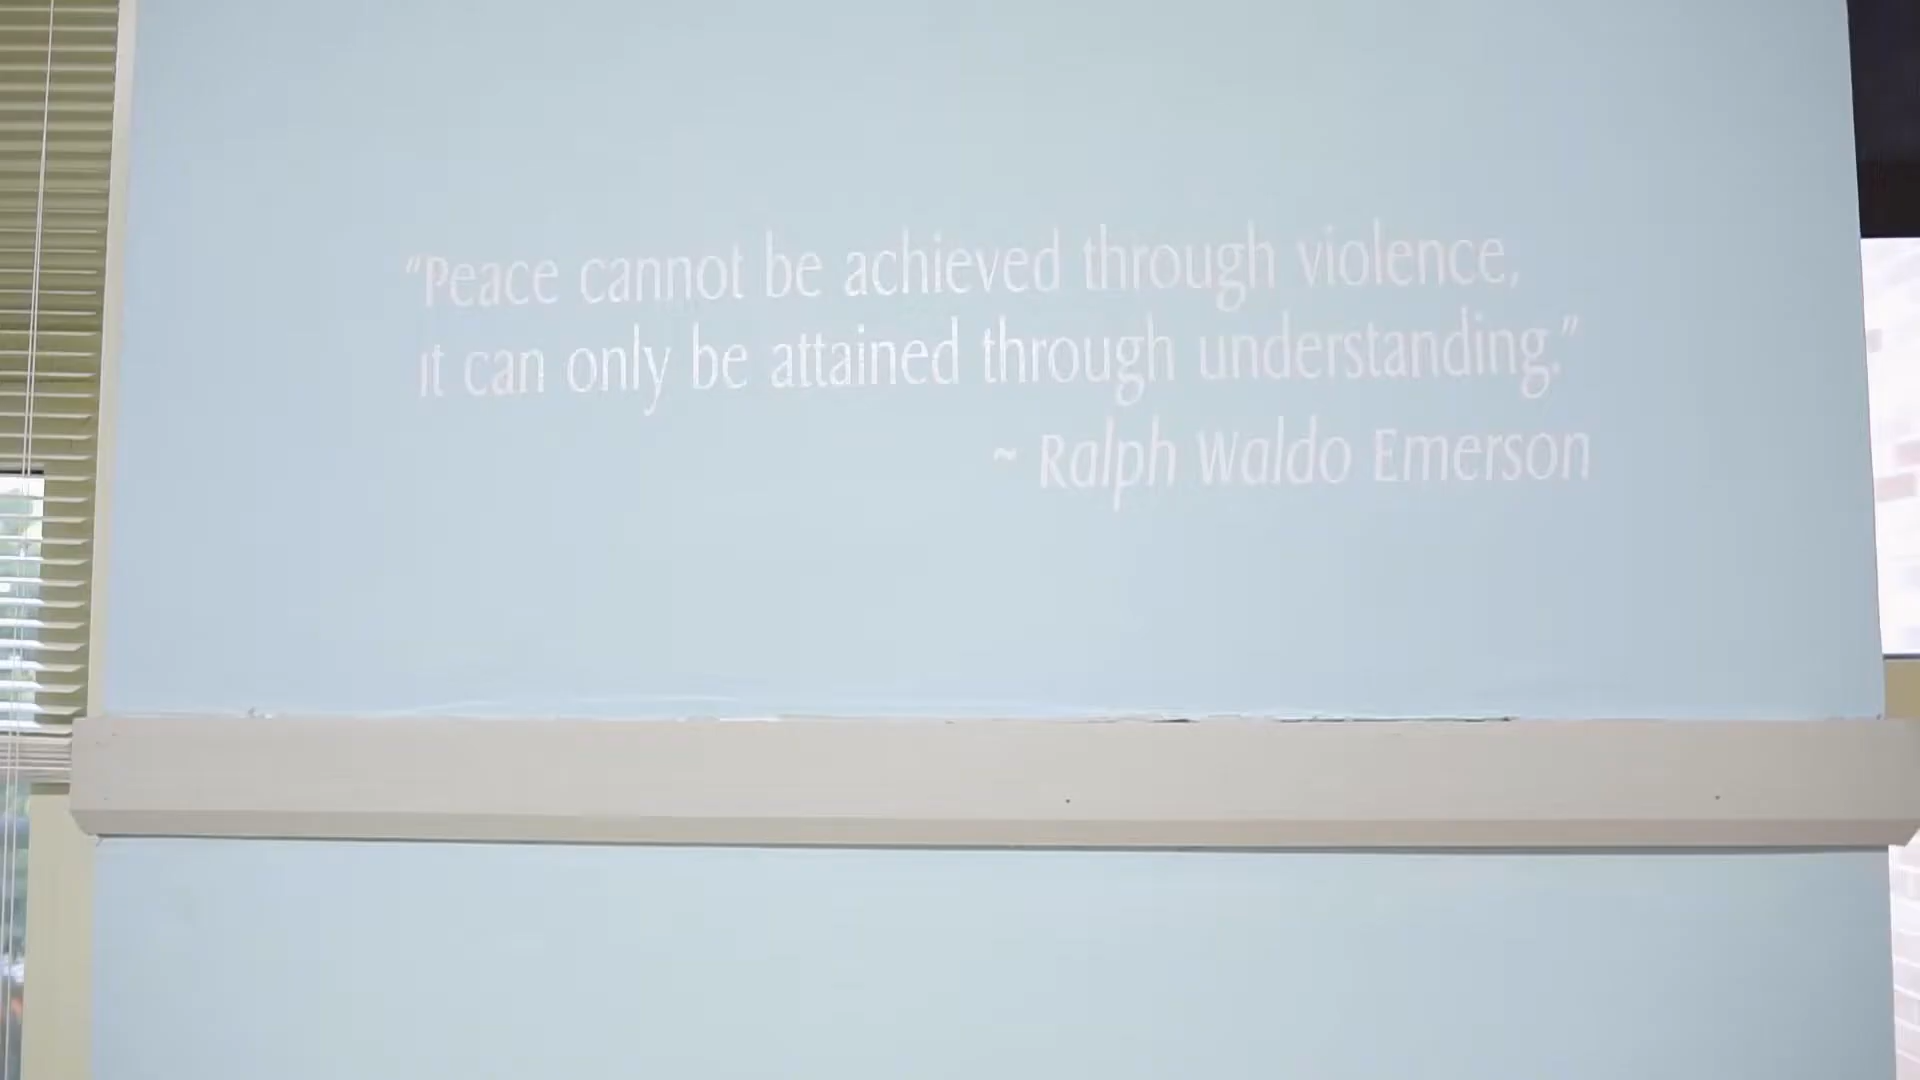 "Peace cannot be achieved through violence,
it can only be attained through understanding."
~ Ralph Waldo Emerson